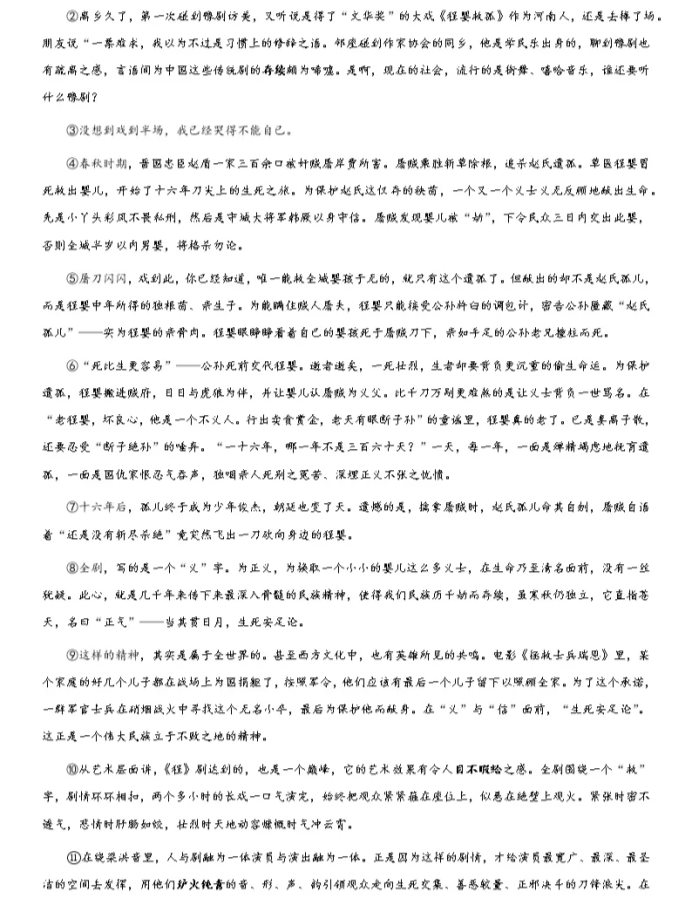 ②离乡久了，第一次碰到豫剧访美，又听说是得了“文华奖”的大戏《程婴救孤》作为河南人，还是去捧了场。
朋友说“一票难求，我以为不过是习惯上的修辞之语。邻座碰到作家协会的同乡，他是学民乐出身的，聊到豫剧也
有疏离之感，言语间为中国这些传统剧的存续颇为唏嘘。是啊，现在的社会，流行的是街舞、嘻哈音乐，谁还要听
什么豫剧？
③没想到戏到半场，我已经哭得不能自己。
④春秋时期，晋国忠臣赵盾一家三百余口被奸贼屠岸贾所害。屠贼乘胜斩草除根，追杀赵氏遗孤。草医程婴冒
死救出婴儿，开始了十六年刀尖上的生死之旅。为保护赵氏这仅存的秧苗，一个又一个义士义无反顾地献出生命。
先是小丫头彩凤不畏私刑，然后是守城大将军韩厥以身守信。屠贼发现婴儿被“劫”，下令民众三日内交出此婴，
否则全城半岁以内男婴，将格杀勿论。
⑤屠刀闪闪，戏到此，你已经知道，唯一能救全城婴孩于无的，就只有这个遗孤了。但献出的却不是赵氏孤儿，
而是程婴中年所得的独根苗、亲生子。为能瞒住贼人屠夫，程婴只能接受公孙杵臼的调包计，密告公孙屋藏“赵氏
孤儿”——实为程婴的亲骨肉。程婴眼睁睁看着自己的婴孩死于屠贼刀下，亲如手足的公孙老兄撞柱而死。
⑥“死比生更容易”——公孙死前交代程婴。逝者逝矣，一死壮烈，生者却要背负更沉重的偷生命运。为保护
遗孤，程婴搬进贼府，日日与虎狼为伴，并让婴儿认屠贼为义父。比千刀万剐更难熬的是让义士背负一世骂名。在
“老程婴，坏良心，他是一个不义人。行出卖食赏金，老天有眼断子孙”的童谣里，程婴真的老了。已是妻离子散，
还要忍受“断子绝孙”的唾弃。“一十六年，哪一年不是三百六十天？”一天，每一年，一面是殚精竭虑地抚育遗
孤，一面是国仇家恨忍气吞声，独咽亲人死别之冤苦、深埋正义不张之忧愤。
⑦十六年后，孤儿终于成为少年俊杰，朝廷也变了天。遗憾的是，擒拿屠贼时，赵氏孤儿命其自刎，屠贼自语
着“还是没有斩尽杀绝”竟突然飞出一刀砍向身边的程婴。
⑧全剧，写的是一个“义”字。为正义，为换取一个小小的婴儿这么多义士，在生命乃至清名面前，没有一丝
犹疑。此心，就是几千年来传下来最深入骨髓的民族精神，使得我们民族历千劫而存续，虽寒秋仍独立，它直指苍
天，名曰“正气”——当其贯日月，生死安足论。
⑨这样的精神，其实是属于全世界的。甚至西方文化中，也有英雄所见的共鸣。电影《拯救士兵瑞恩》里，某
个家庭的好几个儿子都在战场上为国捐躯了，按照军令，他们应该有最后一个儿子留下以照顾全家。为了这个承诺，
一群军官士兵在硝烟战火中寻找这个无名小卒，最后为保护他而献身。在“义”与“信”面前，“生死安足论”。
这正是一个伟大民族立于不败之地的精神。
⑩从艺术层面讲，《程》剧达到的，也是一个巅峰，它的艺术效果有令人目不暇给之感。全剧围绕一个“救”
字，剧情环环相扣，两个多小时的长戏一口气演完，始终把观众紧紧箍在座位上，似悬在绝壁上观火。紧张时密不
透气，悲情时肝肠如绞，壮烈时天地动容慷慨时气冲云霄。
⑪在绕梁洪音里，人与剧融为一体演员与演出融为一体。正是因为这样的剧情，才给演员最宽广、最深、最圣
洁的空间去发挥，用他们炉火纯青的音、形、声、韵引领观众走向生死交集、善恶较量、正邪决斗的刀锋派尖。在